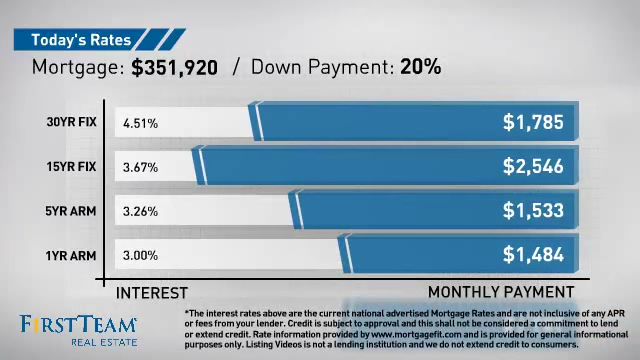 Today's Rates
Mortgage: $351,920 / Down Payment: 20%
30YR FIX 4.51% $1,785
15YR FIX 3.67% $2,546
5YR ARM 3.26% $1,533
1YR ARM 3.00% $1,484
INTEREST MONTHLY PAYMENT
FIRSTTEAM®
REAL ESTATE
*The interest rates above are the current national advertised Mortgage Rates and are not inclusive of any APR
or fees from your lender. Credit is subject to approval and this shall not be considered a commitment to lend
or extend credit. Rate information provided by www.mortgagefit.com and is provided for general informational
purposes only. Listing Videos is not a lending institution and we do not extend credit to consumers.